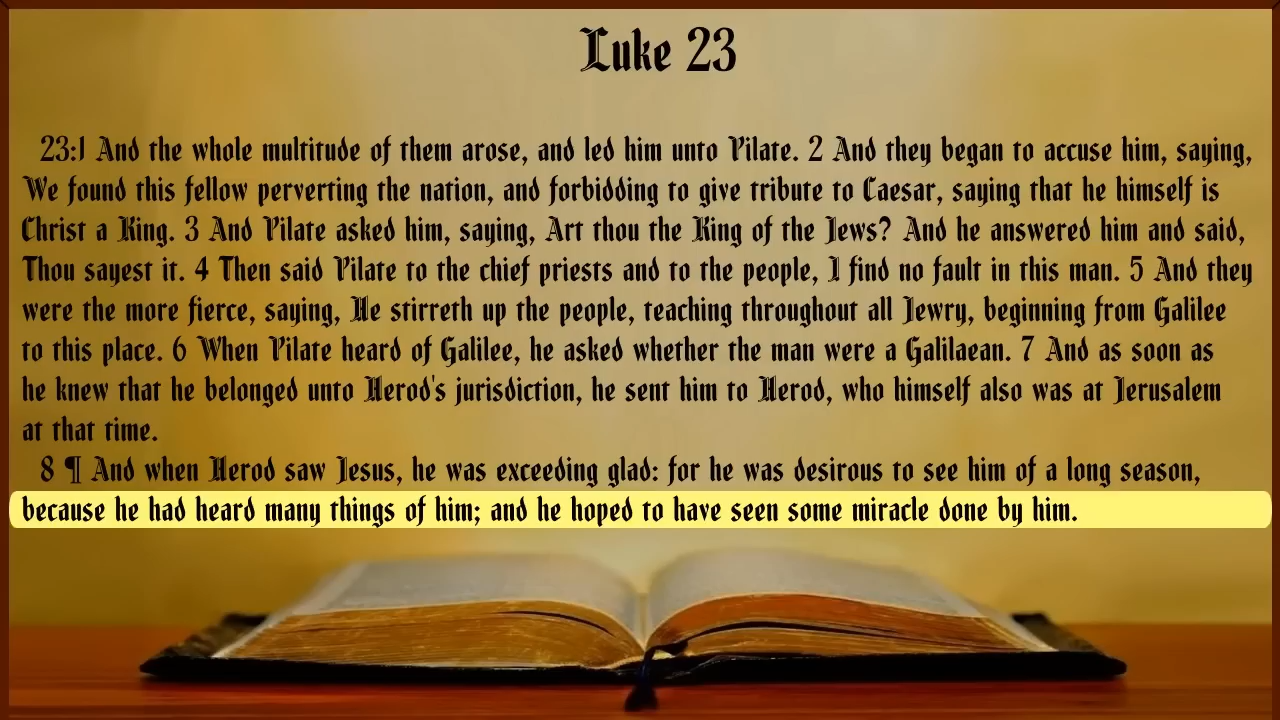 Luke 23
23:1 And the whole multitude of them arose, and led him unto Pilate. 2 And they began to accuse him, saying,
We found this fellow perverting the nation, and forbidding to give tribute to Caesar, saying that he himself is
Christ a King. 3 And Pilate asked him, saying, Art thou the King of the Jews? And he answered him and said,
Thou sayest it. 4 Then said Pilate to the chief priests and to the people, I find no fault in this man. 5 And they
were the more fierce, saying, He stirreth up the people, teaching throughout all Jewry, beginning from Galilee
to this place. 6 When Pilate heard of Galilee, he asked whether the man were a Galilaean. 7 And as soon as
he knew that he belonged unto Herod's jurisdiction, he sent him to Herod, who himself also was at Jerusalem
at that time.
8 ¶ And when Herod saw Jesus, he was exceeding glad: for he was desirous to see him of a long season,
because he had heard many things of him; and he hoped to have seen some miracle done by him.